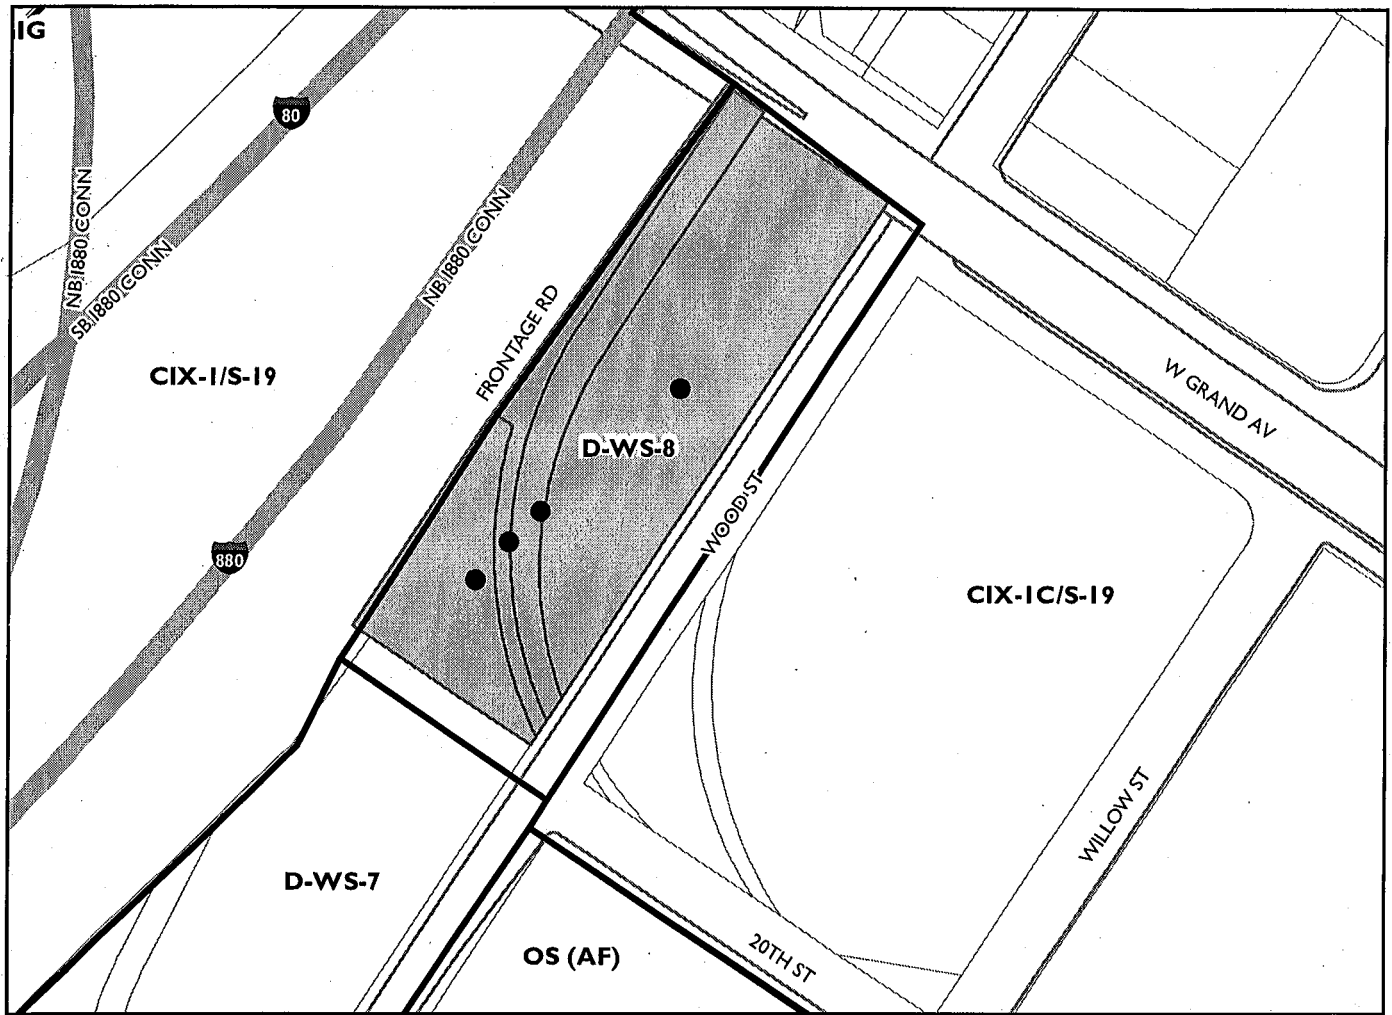 IG
80
NB I880 CONN
SB I880 CONN
NB I880 CONN
FRONTAGE RD
CIX-1/S-19
W GRAND AV
D-WS-8
WOOD ST
880
CIX-1C/S-19
WILLOW ST
D-WS-7
20TH ST
OS (AF)